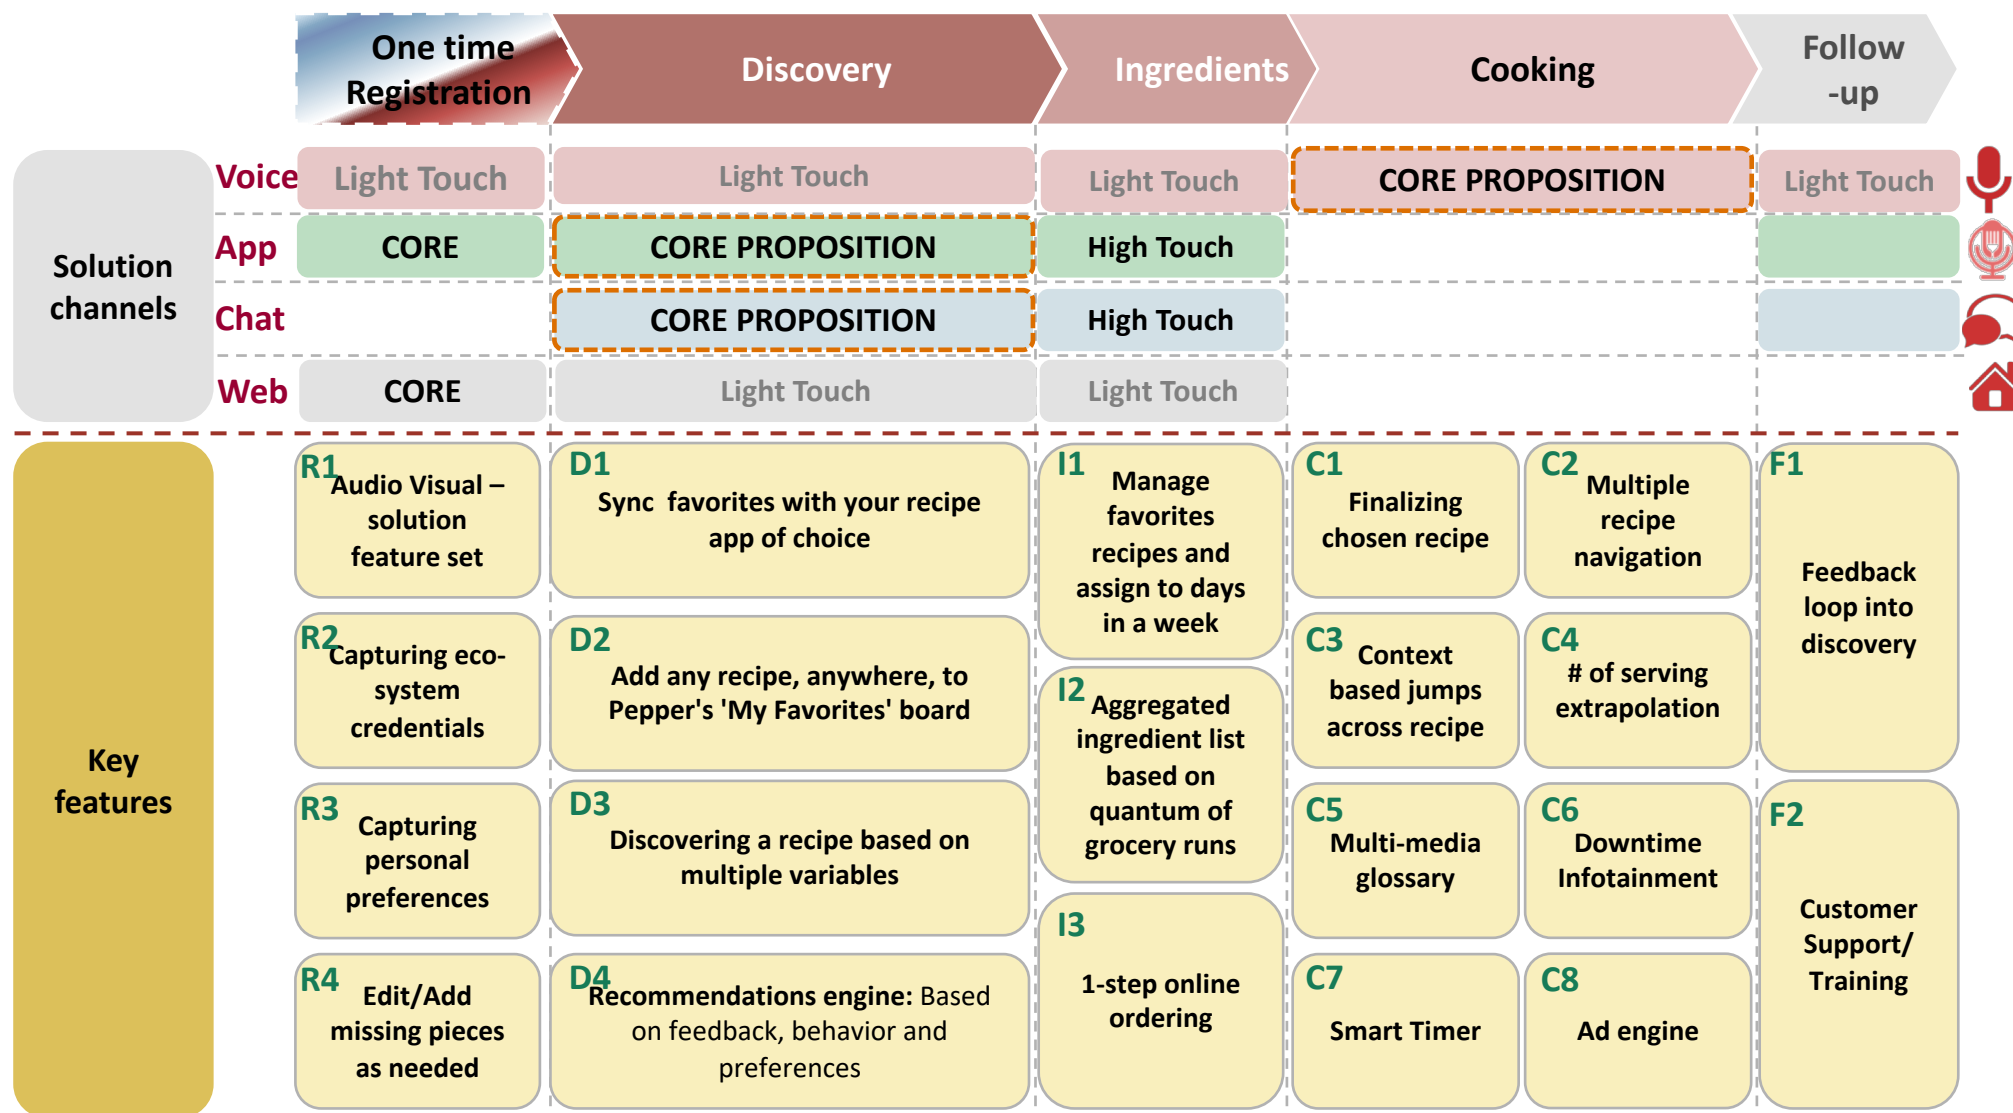 One time
Registration
Discovery
Ingredients
Cooking
Follow
-up
Solution
channels
Voice
Light Touch
Light Touch
Light Touch
CORE PROPOSITION
Light Touch
App
CORE
CORE PROPOSITION
High Touch
Chat
CORE PROPOSITION
High Touch
Web
CORE
Light Touch
Light Touch
Key
features
R1
Audio Visual –
solution
feature set
R2
Capturing eco-
system
credentials
R3
Capturing
personal
preferences
R4
Edit/Add
missing pieces
as needed
D1
Sync  favorites with your recipe
app of choice
D2
Add any recipe, anywhere, to
Pepper's 'My Favorites' board
D3
Discovering a recipe based on
multiple variables
D4
Recommendations engine: Based
on feedback, behavior and
preferences
I1
Manage
favorites
recipes and
assign to days
in a week
I2
Aggregated
ingredient list
based on
quantum of
grocery runs
I3
1-step online
ordering
C1
Finalizing
chosen recipe
C2
Multiple
recipe
navigation
C3
Context
based jumps
across recipe
C4
# of serving
extrapolation
C5
Multi-media
glossary
C6
Downtime
Infotainment
C7
Smart Timer
C8
Ad engine
F1
Feedback
loop into
discovery
F2
Customer
Support/
Training